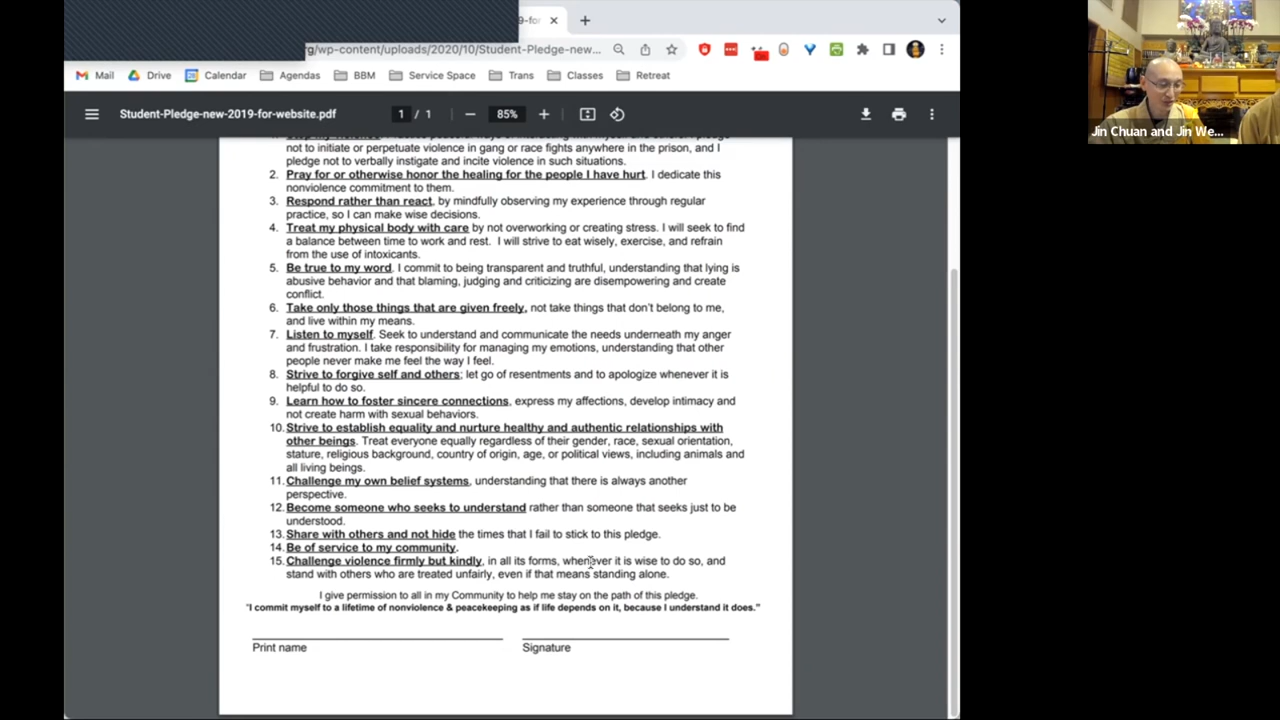 9-for
rg/wp-content/uploads/2020/10/Student-Pledge-new...
Mail Drive Calendar Agendas BBM Service Space Trans Classes Retreat
Student-Pledge-new-2019-for-website.pdf 1 / 1 85%
not to initiate or perpetuate violence in gang or race fights anywhere in the prison, and I
pledge not to verbally instigate and incite violence in such situations.
2. Pray for or otherwise honor the healing for the people I have hurt. I dedicate this
nonviolence commitment to them.
3. Respond rather than react, by mindfully observing my experience through regular
practice, so I can make wise decisions.
4. Treat my physical body with care by not overworking or creating stress. I will seek to find
a balance between time to work and rest. I will strive to eat wisely, exercise, and refrain
from the use of intoxicants.
5. Be true to my word. I commit to being transparent and truthful, understanding that lying is
abusive behavior and that blaming, judging and criticizing are disempowering and create
conflict.
6. Take only those things that are given freely, not take things that don't belong to me,
and live within my means.
7. Listen to myself. Seek to understand and communicate the needs underneath my anger
and frustration. I take responsibility for managing my emotions, understanding that other
people never make me feel the way I feel.
8. Strive to forgive self and others; let go of resentments and to apologize whenever it is
helpful to do so.
9. Learn how to foster sincere connections, express my affections, develop intimacy and
not create harm with sexual behaviors.
10. Strive to establish equality and nurture healthy and authentic relationships with
other beings. Treat everyone equally regardless of their gender, race, sexual orientation,
stature, religious background, country of origin, age, or political views, including animals and
all living beings.
11. Challenge my own belief systems, understanding that there is always another
perspective.
12. Become someone who seeks to understand rather than someone that seeks just to be
understood.
13. Share with others and not hide the times that I fail to stick to this pledge.
14. Be of service to my community.
15. Challenge violence firmly but kindly, in all its forms, whenever it is wise to do so, and
stand with others who are treated unfairly, even if that means standing alone.
I give permission to all in my Community to help me stay on the path of this pledge.
"I commit myself to a lifetime of nonviolence & peacekeeping as if life depends on it, because I understand it does."
Print name Signature
Jin Chuan and Jin We...